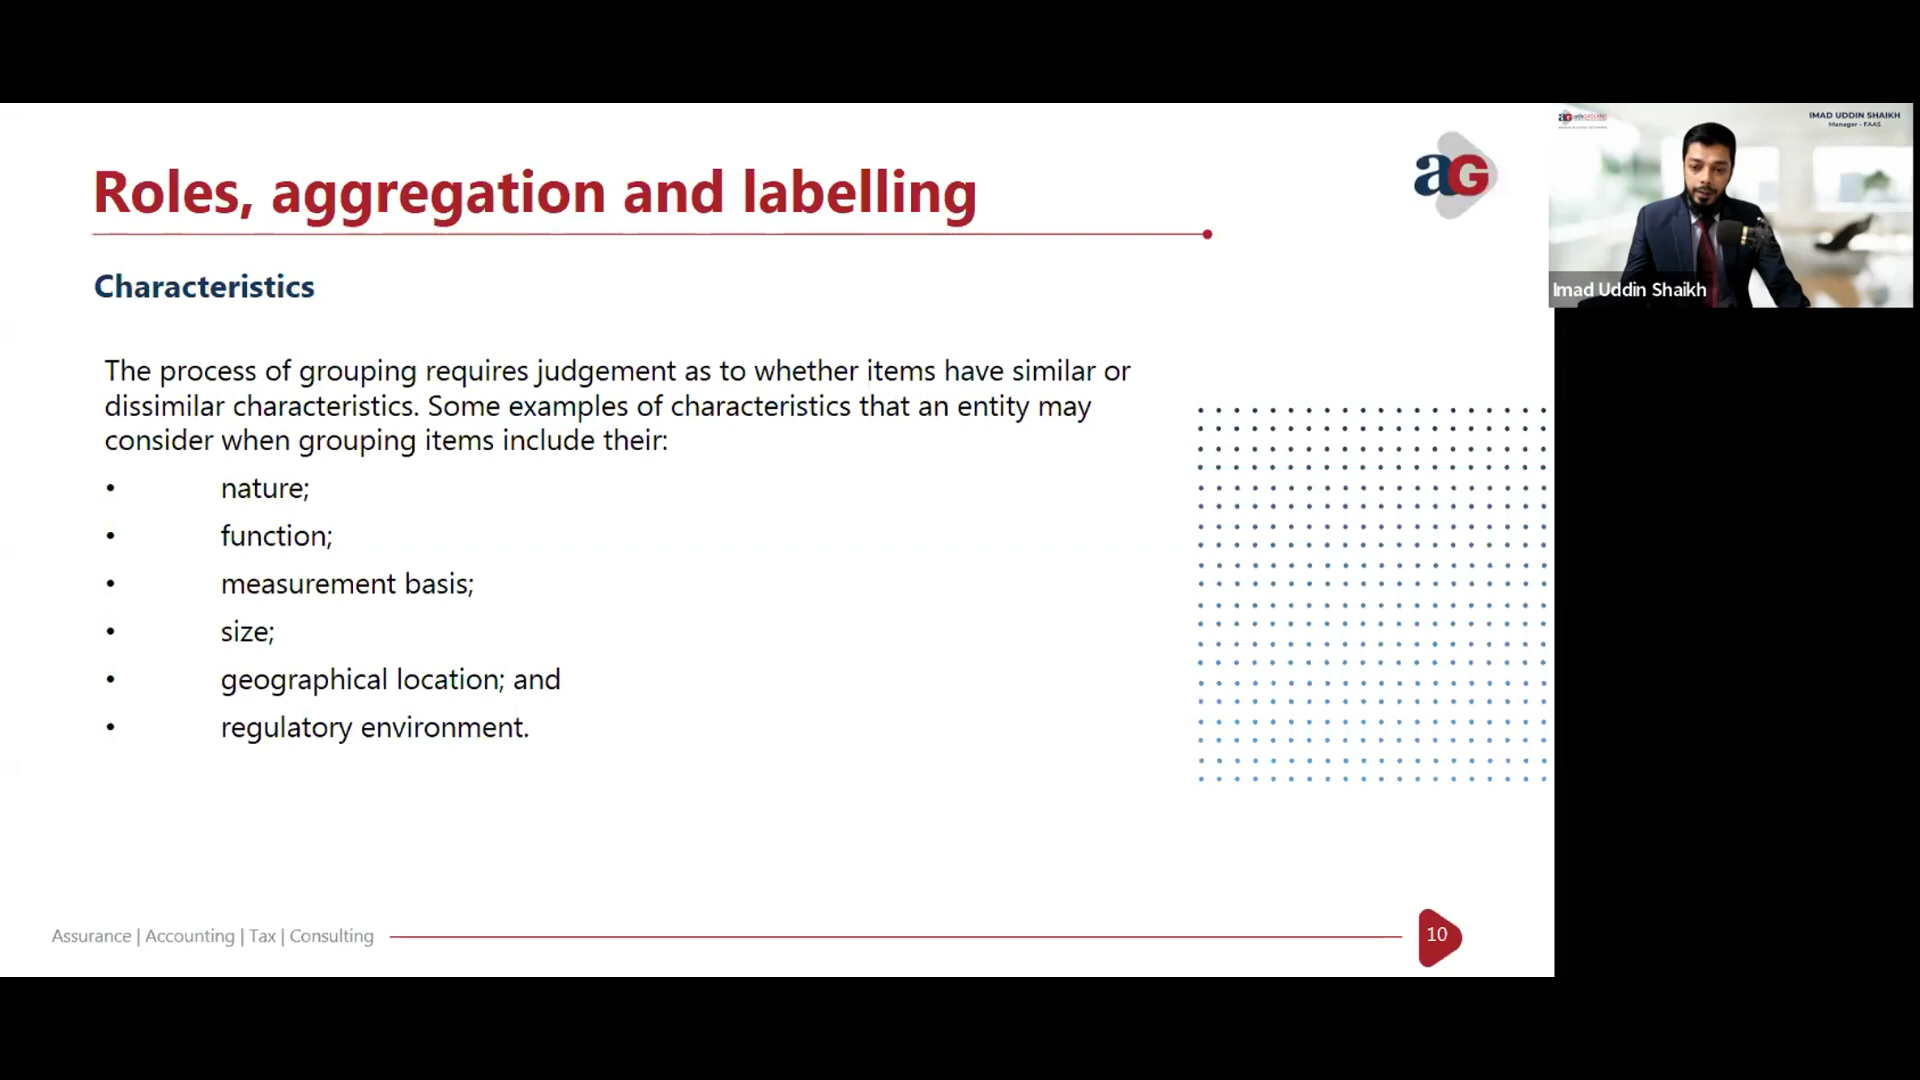 Roles, aggregation and labelling
aG
Characteristics
The process of grouping requires judgement as to whether items have similar or
dissimilar characteristics. Some examples of characteristics that an entity may
consider when grouping items include their:
• nature;
• function;
• measurement basis;
• size;
• geographical location; and
• regulatory environment.
Assurance | Accounting | Tax | Consulting
10
IMAD UDDIN SHAIKH
Manager - FAAS
Imad Uddin Shaikh